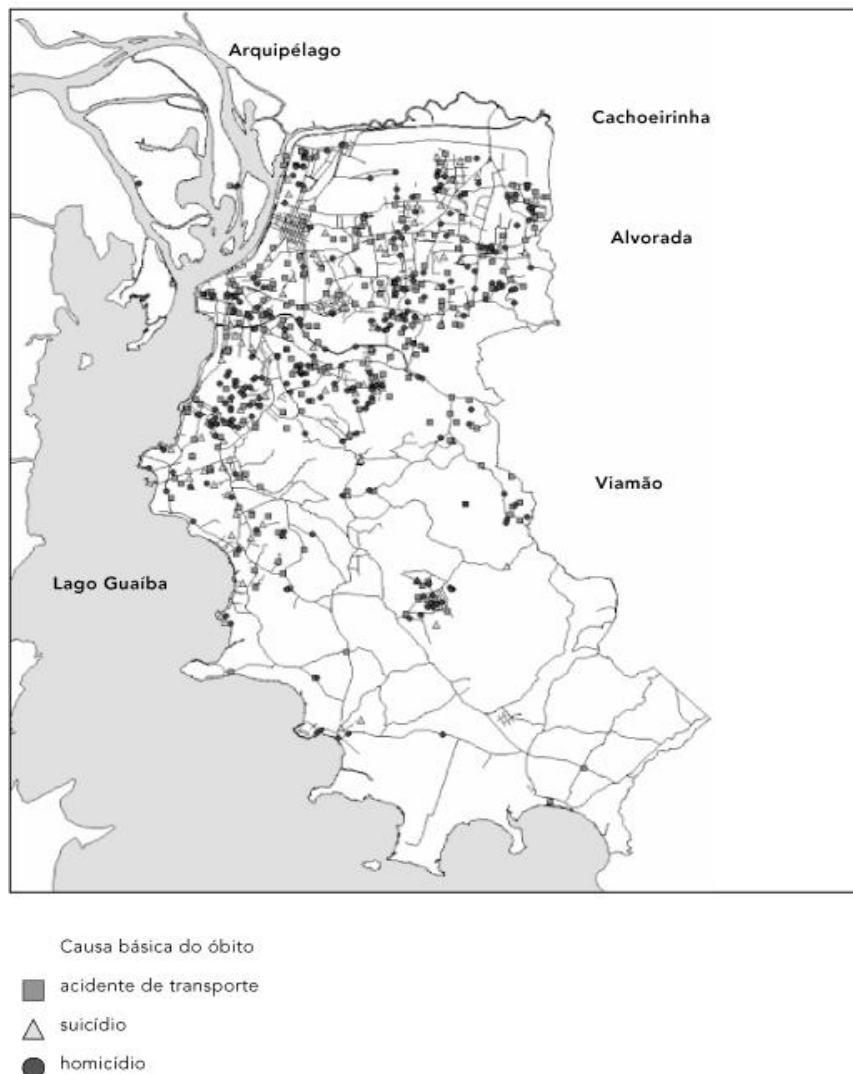 Arquipélago
Cachoeirinha
Alvorada
Viamão
Lago Guaíba
Causa básica do óbito
acidente de transporte
suicídio
homicídio